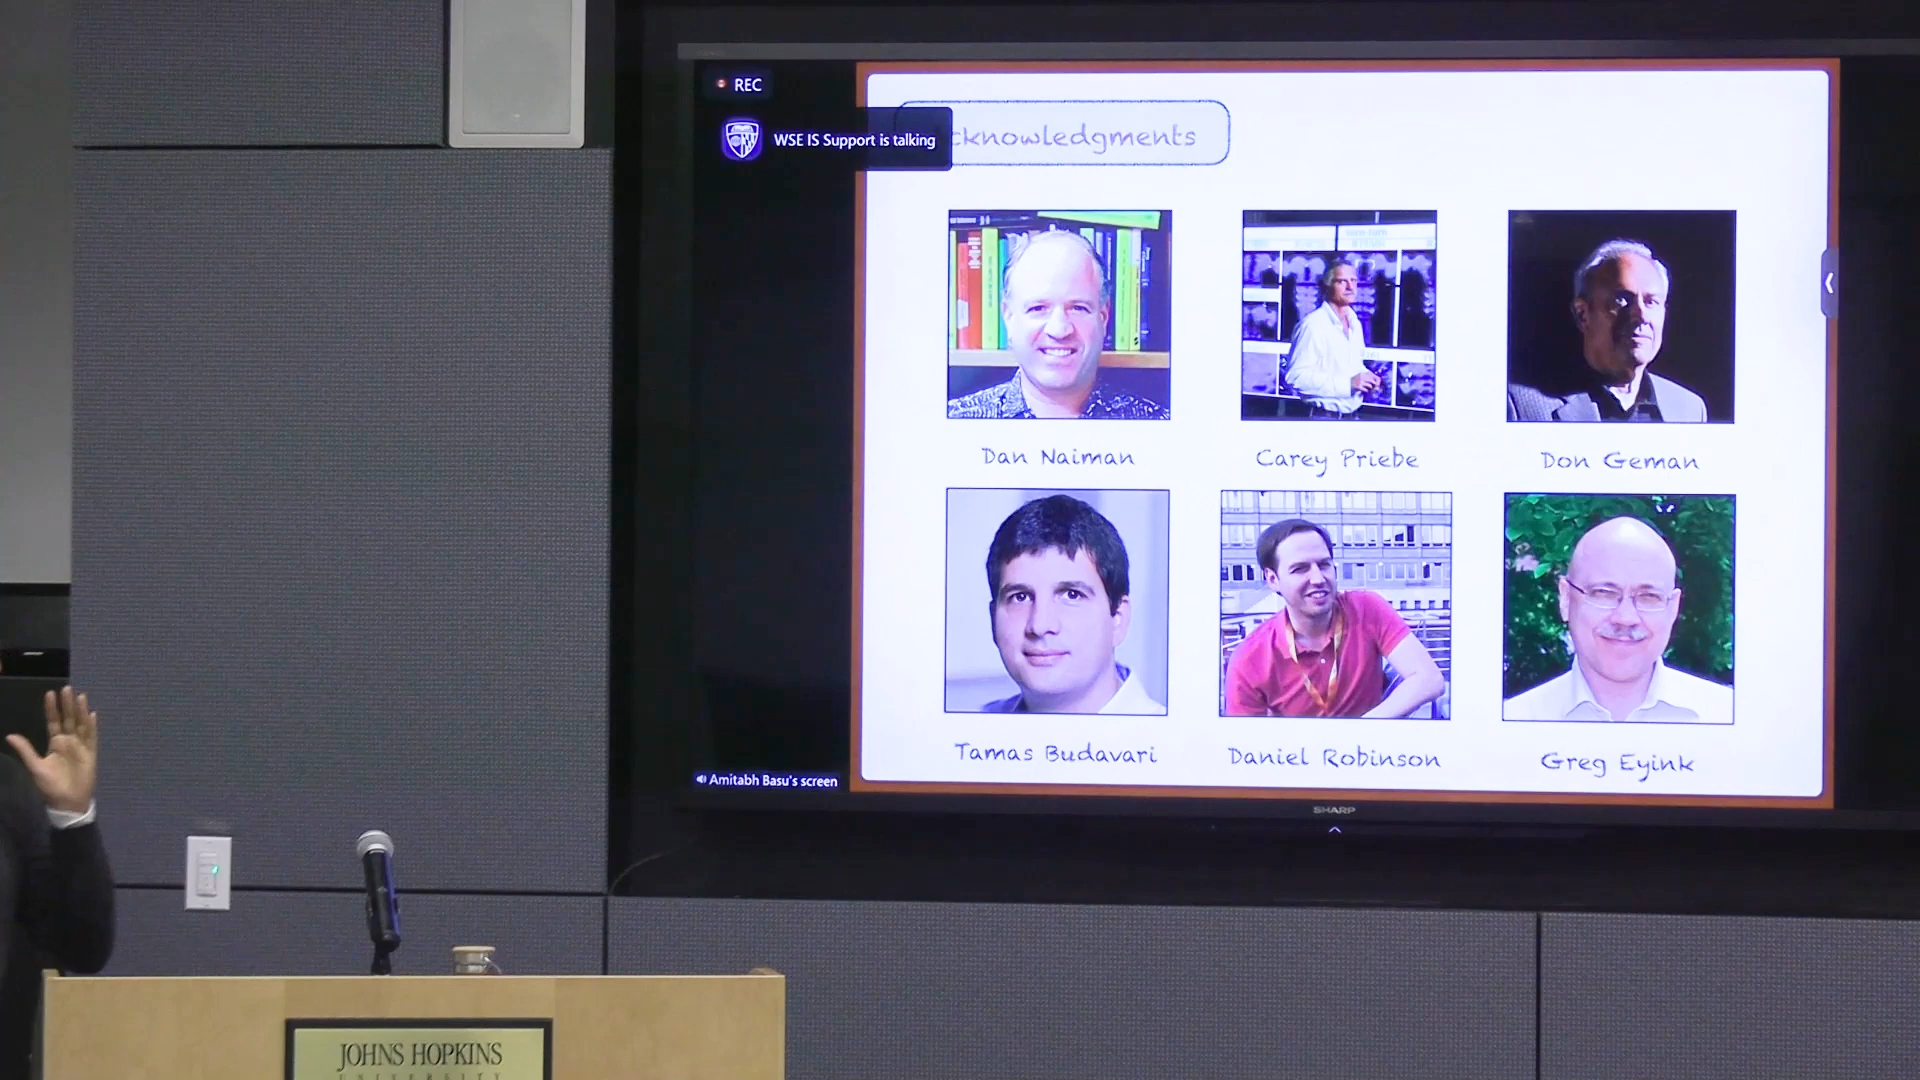 REC
WSE IS Support is talking
cknowledgments
Dan Naiman
Carey Priebe
Don Geman
Tamas Budavari
Daniel Robinson
Greg Eyink
Amitabh Basu's screen
SHARP
JOHNS HOPKINS
UNIVERSITY